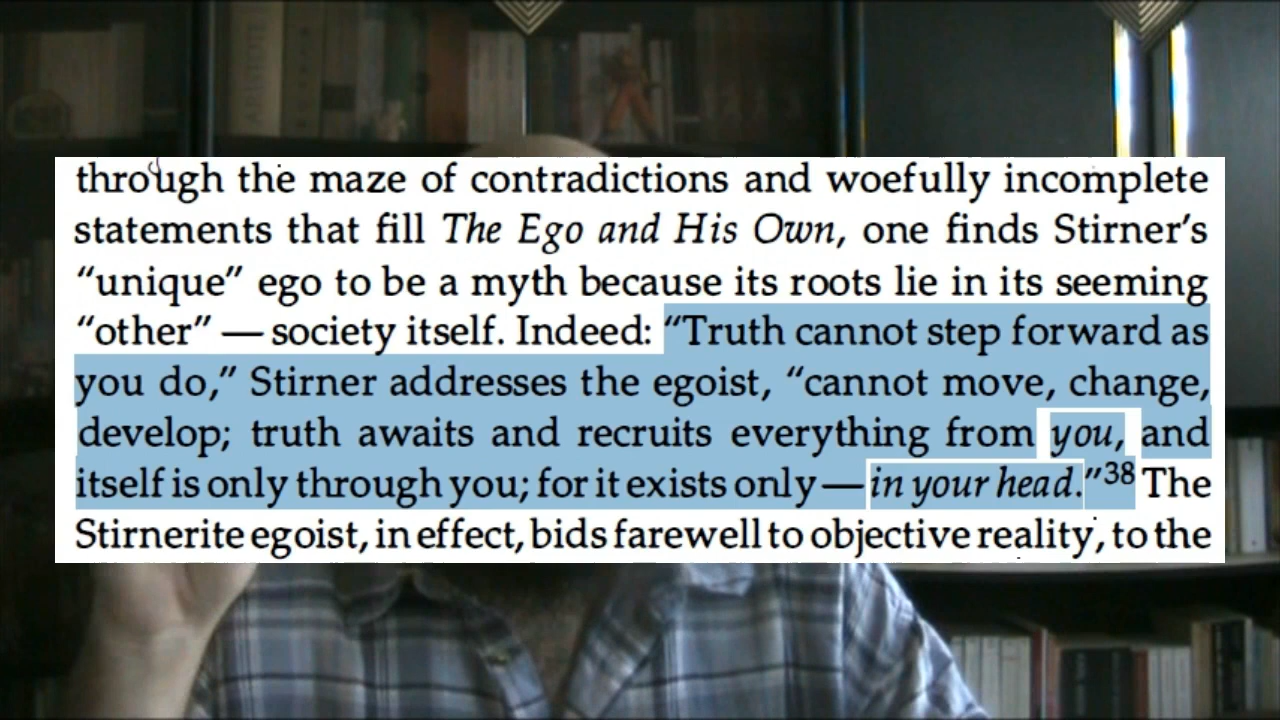 through the maze of contradictions and woefully incomplete
statements that fill The Ego and His Own, one finds Stirner’s
“unique” ego to be a myth because its roots lie in its seeming
“other” — society itself. Indeed: “Truth cannot step forward as
you do,” Stirner addresses the egoist, “cannot move, change,
develop; truth awaits and recruits everything from you, and
itself is only through you; for it exists only — in your head.”38 The
Stirnerite egoist, in effect, bids farewell to objective reality, to the